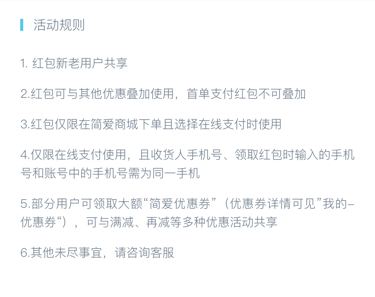 活动规则
1. 红包新老用户共享
2.红包可与其他优惠叠加使用，首单支付红包不可叠加
3.红包仅限在简爱商城下单且选择在线支付时使用
4.仅限在线支付使用，且收货人手机号、领取红包时输入的手机
号和账号中的手机号需为同一手机
5.部分用户可领取大额“简爱优惠券”（优惠券详情可见”我的-
优惠券“），可与满减、再减等多种优惠活动共享
6.其他未尽事宜，请咨询客服